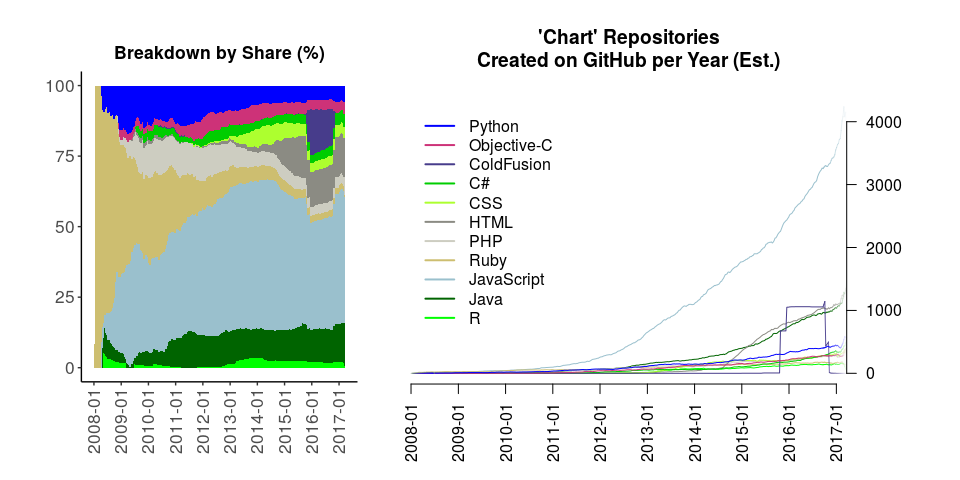 Breakdown by Share (%)
100
75
50
25
0
2008-01
2009-01
2010-01
2011-01
2012-01
2013-01
2014-01
2015-01
2016-01
2017-01
'Chart' Repositories
Created on GitHub per Year (Est.)
Python
Objective-C
ColdFusion
C#
CSS
HTML
PHP
Ruby
JavaScript
Java
R
4000
3000
2000
1000
0
2008-01
2009-01
2010-01
2011-01
2012-01
2013-01
2014-01
2015-01
2016-01
2017-01